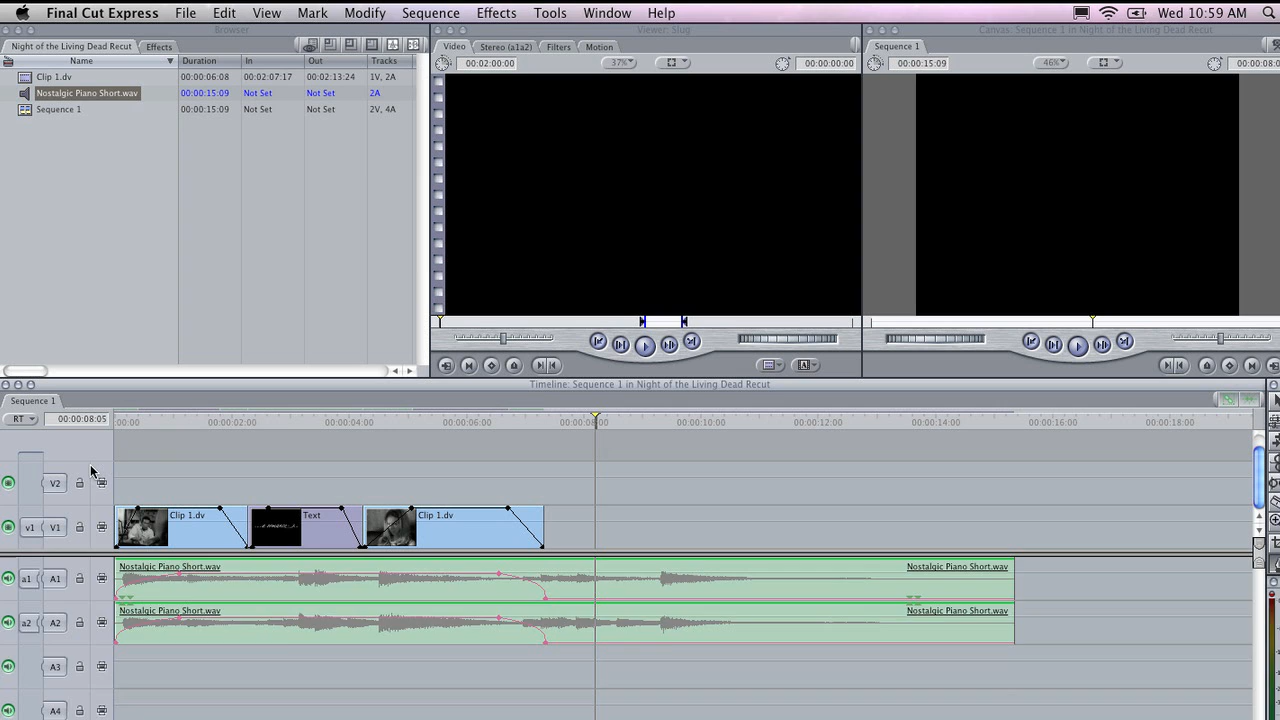 Final Cut Express File Edit View Mark Modify Sequence Effects Tools Window Help Wed 10:59 AM
Browser Viewer: Slug Canvas: Sequence 1 in Night of the Living Dead Recut
Night of the Living Dead Recut Effects Video Stereo (a1a2) Filters Motion Sequence 1
Name Duration In Out Tracks 00:02:00:00 37% 00:00:00:00 00:00:15:09 46% 00:00:08:0
Clip 1.dv 00:00:06:08 00:02:07:17 00:02:13:24 1V, 2A
Nostalgic Piano Short.wav 00:00:15:09 Not Set Not Set 2A
Sequence 1 00:00:15:09 Not Set Not Set 2V, 4A
Timeline: Sequence 1 in Night of the Living Dead Recut
Sequence 1
RT 00:00:08:05 :00:00 00:00:02:00 00:00:04:00 00:00:06:00 00:00:08:00 00:00:10:00 00:00:12:00 00:00:14:00 00:00:16:00 00:00:18:00
V2
v1 V1 Clip 1.dv Text Clip 1.dv
Nostalgic Piano Short.wav Nostalgic Piano Short.wav
a1 A1
Nostalgic Piano Short.wav Nostalgic Piano Short.wav
a2 A2
A3
A4